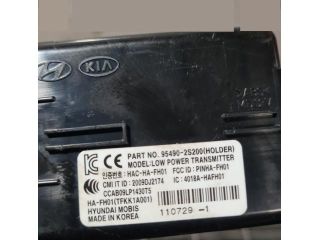 KIA
PART NO. 95490-2S200(HOLDER)
MODEL:LOW POWER TRANSMITTER
인증번호: HAC-HA-FH01 FCC ID: PINHA-FH01
CMI IT ID : 2009DJ2174 IC : 4018A-HAFH01
CCAB09LP1430T5
HA-FH01(TFKK1A001)
HYUNDAI MOBIS
MADE IN KOREA
110729 -1